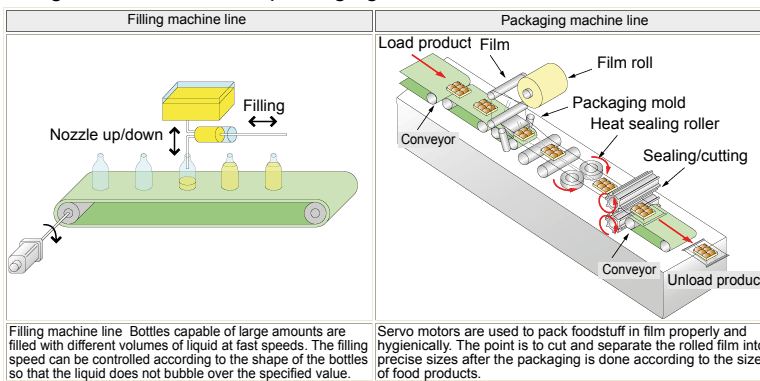 Filling machine line
Packaging machine line
Filling
Nozzle up/down
Load product
Film
Film roll
Packaging mold
Heat sealing roller
Conveyor
Sealing/cutting
Conveyor
Unload produc
Filling machine line Bottles capable of large amounts are
filled with different volumes of liquid at fast speeds. The filling
speed can be controlled according to the shape of the bottles
so that the liquid does not bubble over the specified value.
Servo motors are used to pack foodstuff in film properly and
hygienically. The point is to cut and separate the rolled film into
precise sizes after the packaging is done according to the size
of food products.